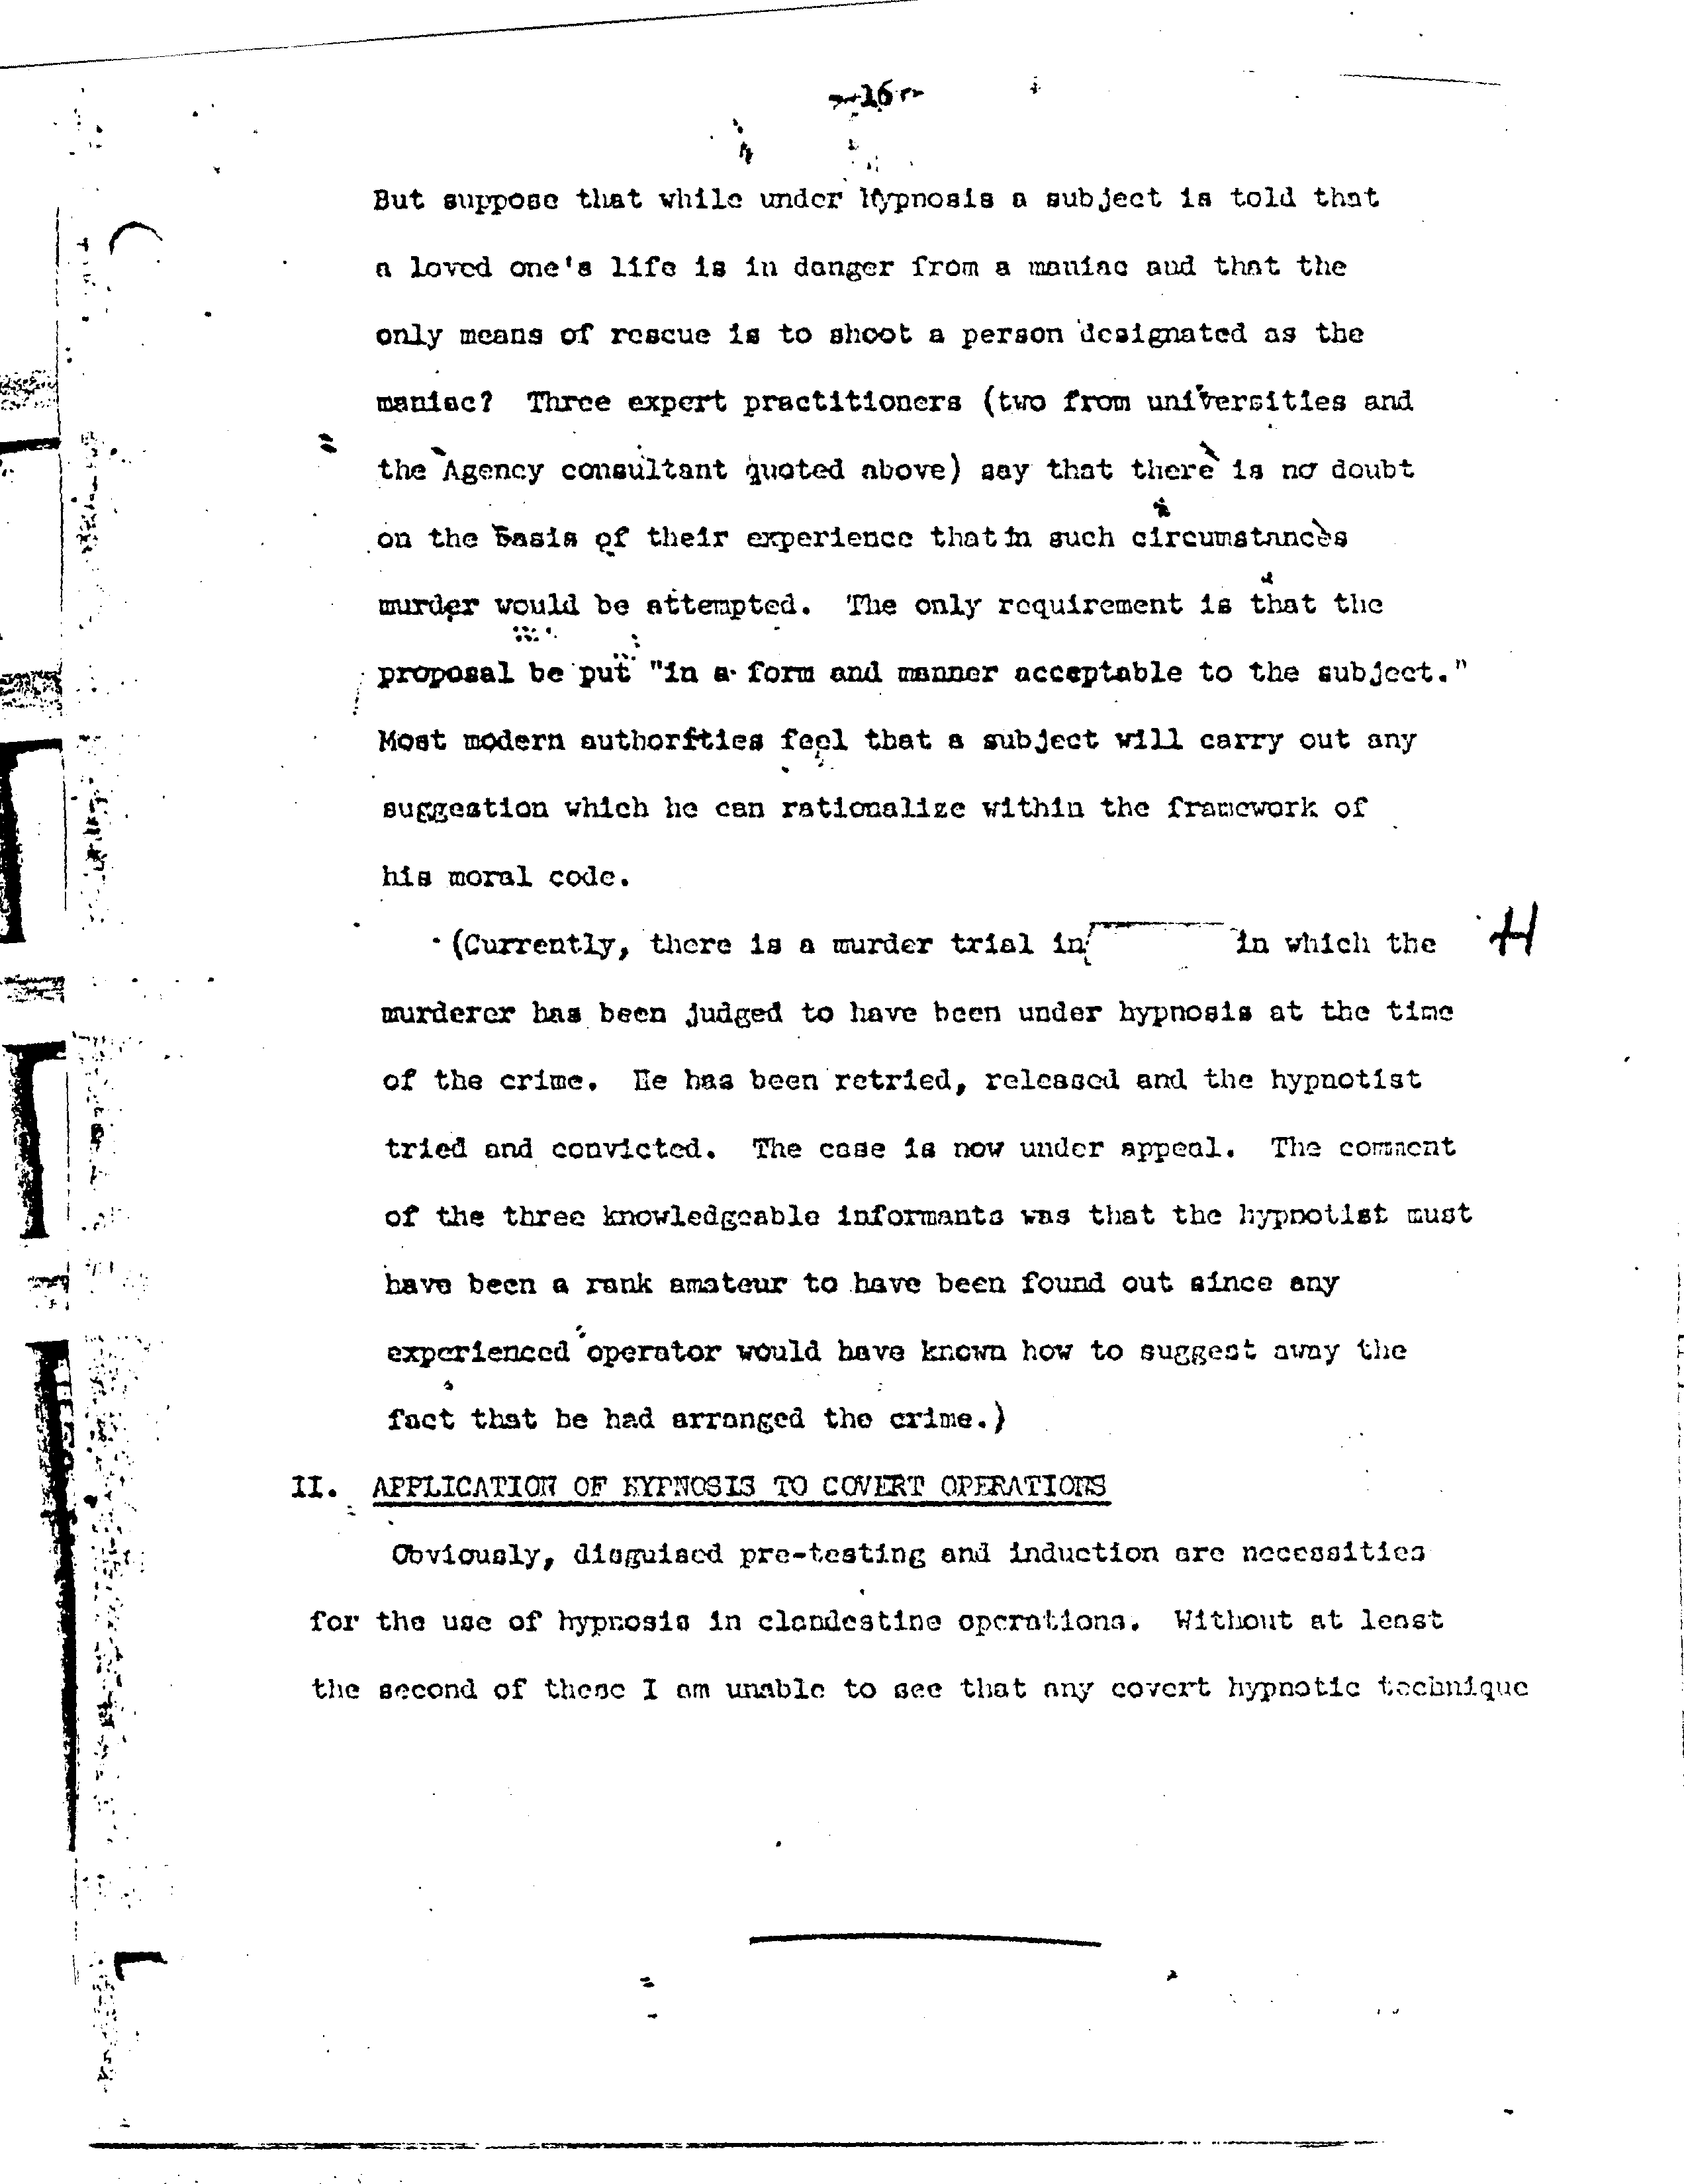 -16-
But suppose that while under hypnosis a subject is told that
a loved one's life is in danger from a maniac and that the
only means of rescue is to shoot a person designated as the
maniac? Three expert practitioners (two from universities and
the Agency consultant quoted above) say that there is no doubt
on the basis of their experience that in such circumstances
murder would be attempted. The only requirement is that the
proposal be put "in a form and manner acceptable to the subject."
Most modern authorities feel that a subject will carry out any
suggestion which he can rationalize within the framework of
his moral code.
(Currently, there is a murder trial in in which the H
murderer has been judged to have been under hypnosis at the time
of the crime. He has been retried, released and the hypnotist
tried and convicted. The case is now under appeal. The comment
of the three knowledgeable informants was that the hypnotist must
have been a rank amateur to have been found out since any
experienced operator would have known how to suggest away the
fact that he had arranged the crime.)
II. APPLICATION OF HYPNOSIS TO COVERT OPERATIONS
Obviously, disguised pre-testing and induction are necessities
for the use of hypnosis in clandestine operations. Without at least
the second of these I am unable to see that any covert hypnotic technique